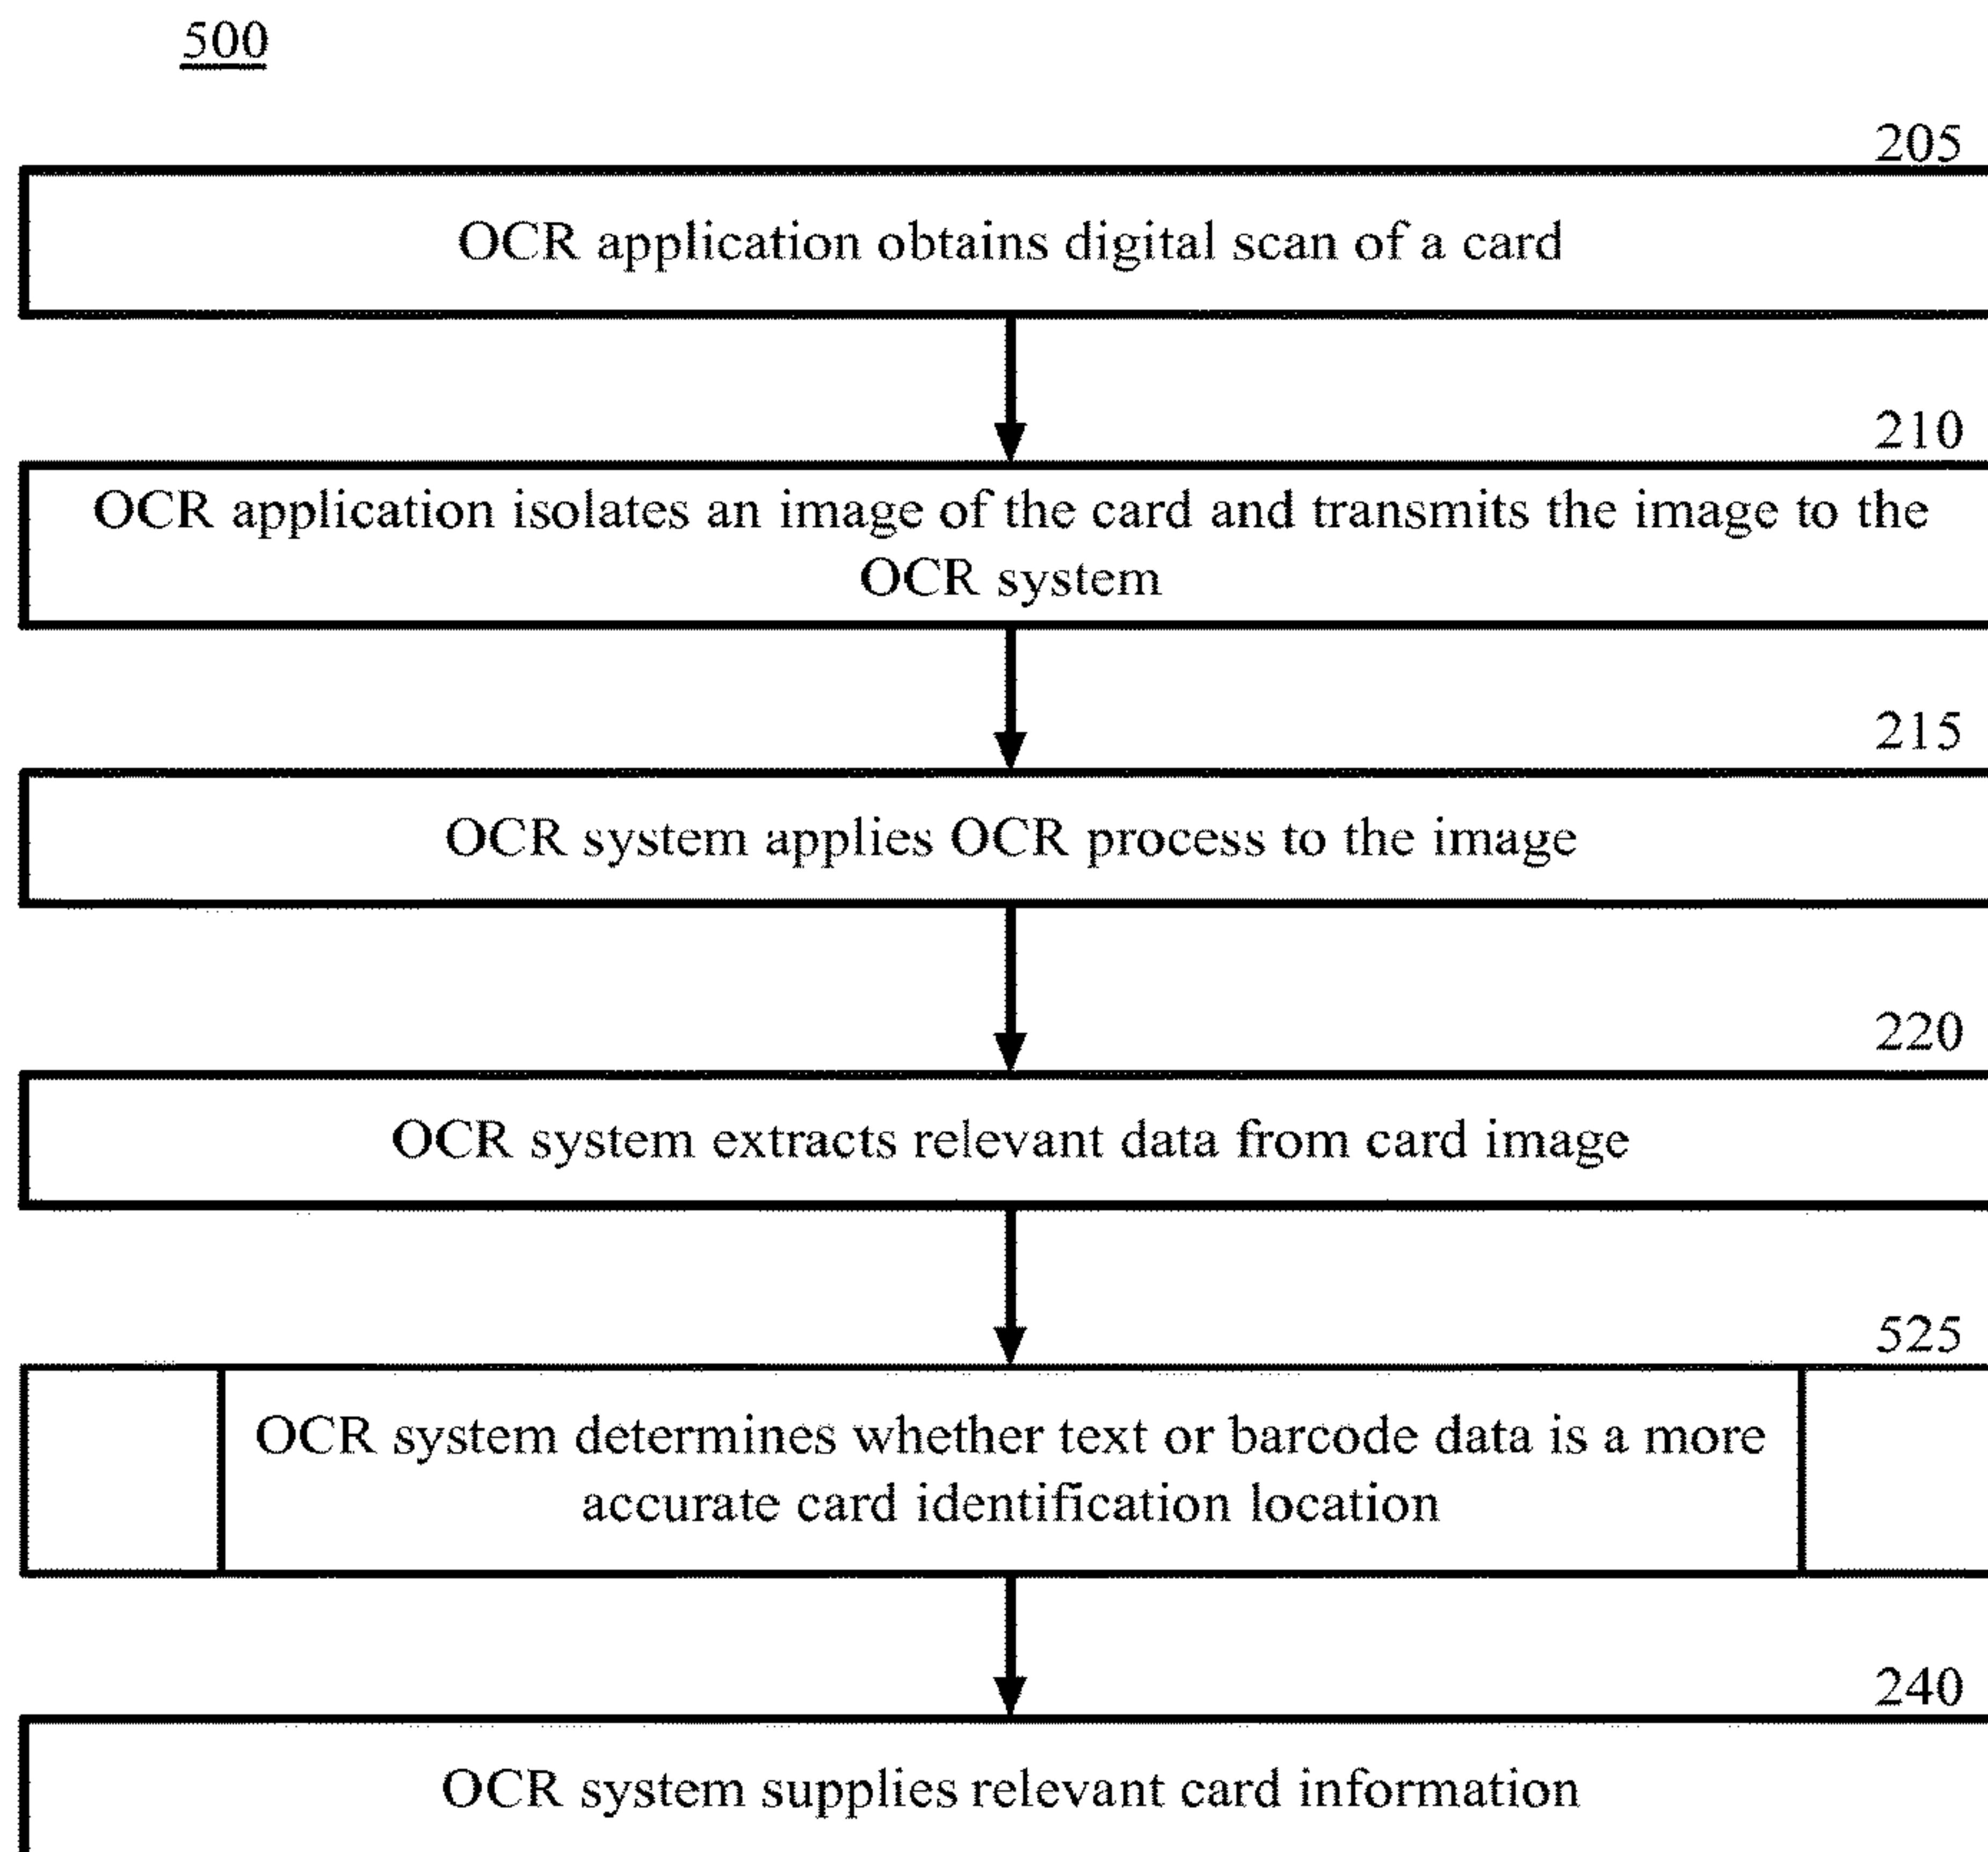 500
205
OCR application obtains digital scan of a card
210
OCR application isolates an image of the card and transmits the image to the
OCR system
215
OCR system applies OCR process to the image
220
OCR system extracts relevant data from card image
525
OCR system determines whether text or barcode data is a more
accurate card identification location
240
OCR system supplies relevant card information